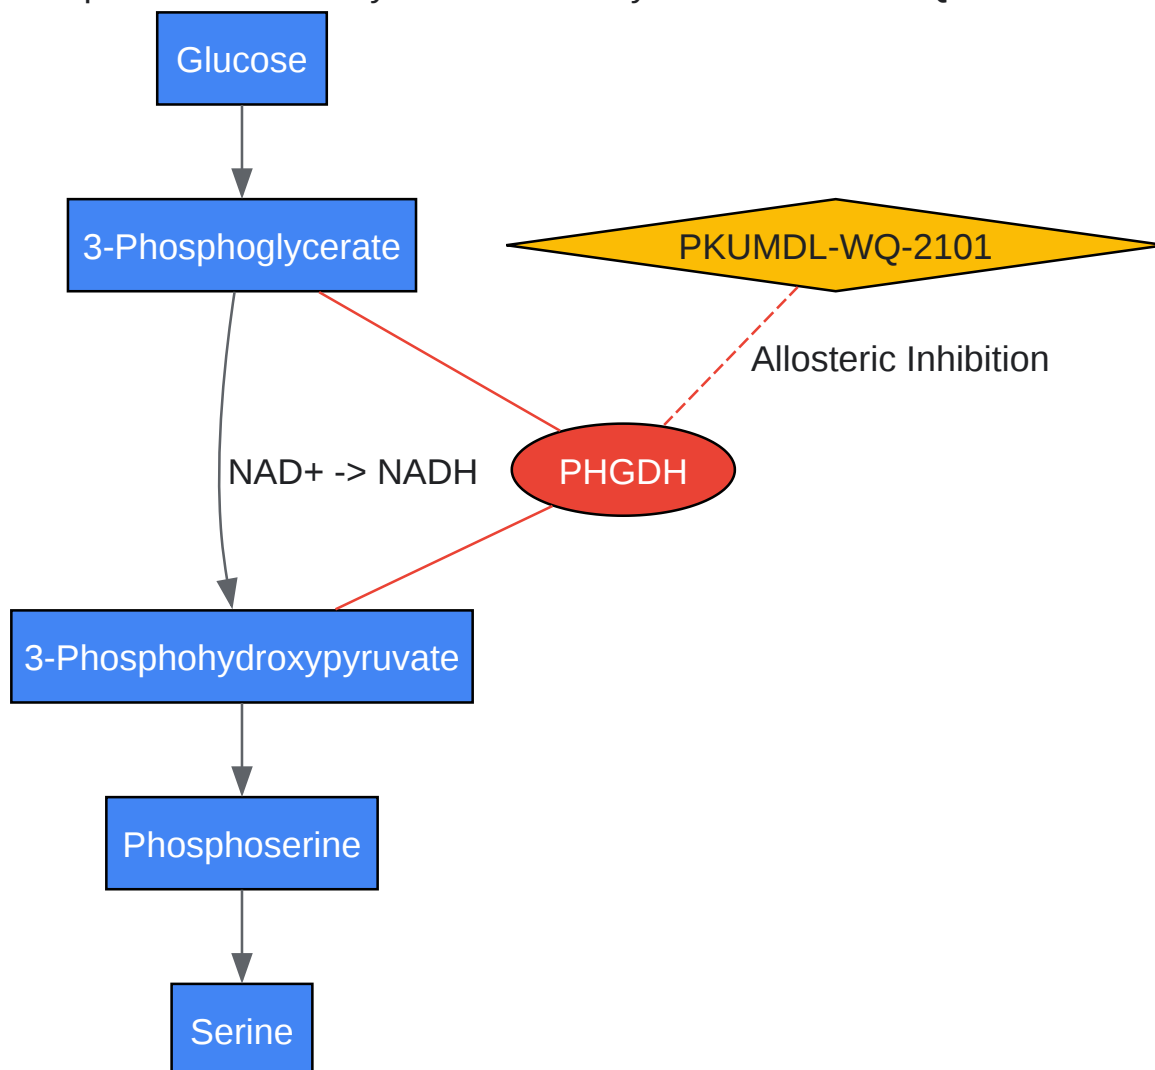 Glucose
3-Phosphoglycerate
PKUMDL-WQ-2101
Allosteric Inhibition
NAD+ -> NADH
PHGDH
3-Phosphohydroxypyruvate
Phosphoserine
Serine